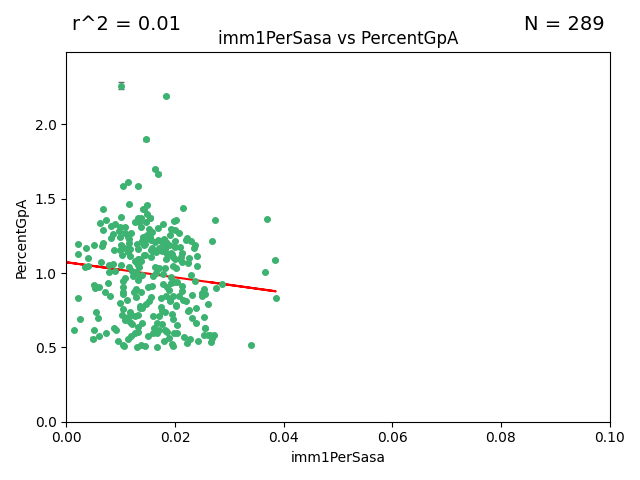 r^2 = 0.01
N = 289
imm1PerSasa vs PercentGpA
PercentGpA
2.0
1.5
1.0
0.5
0.0
0.00 0.02 0.04 0.06 0.08 0.10
imm1PerSasa